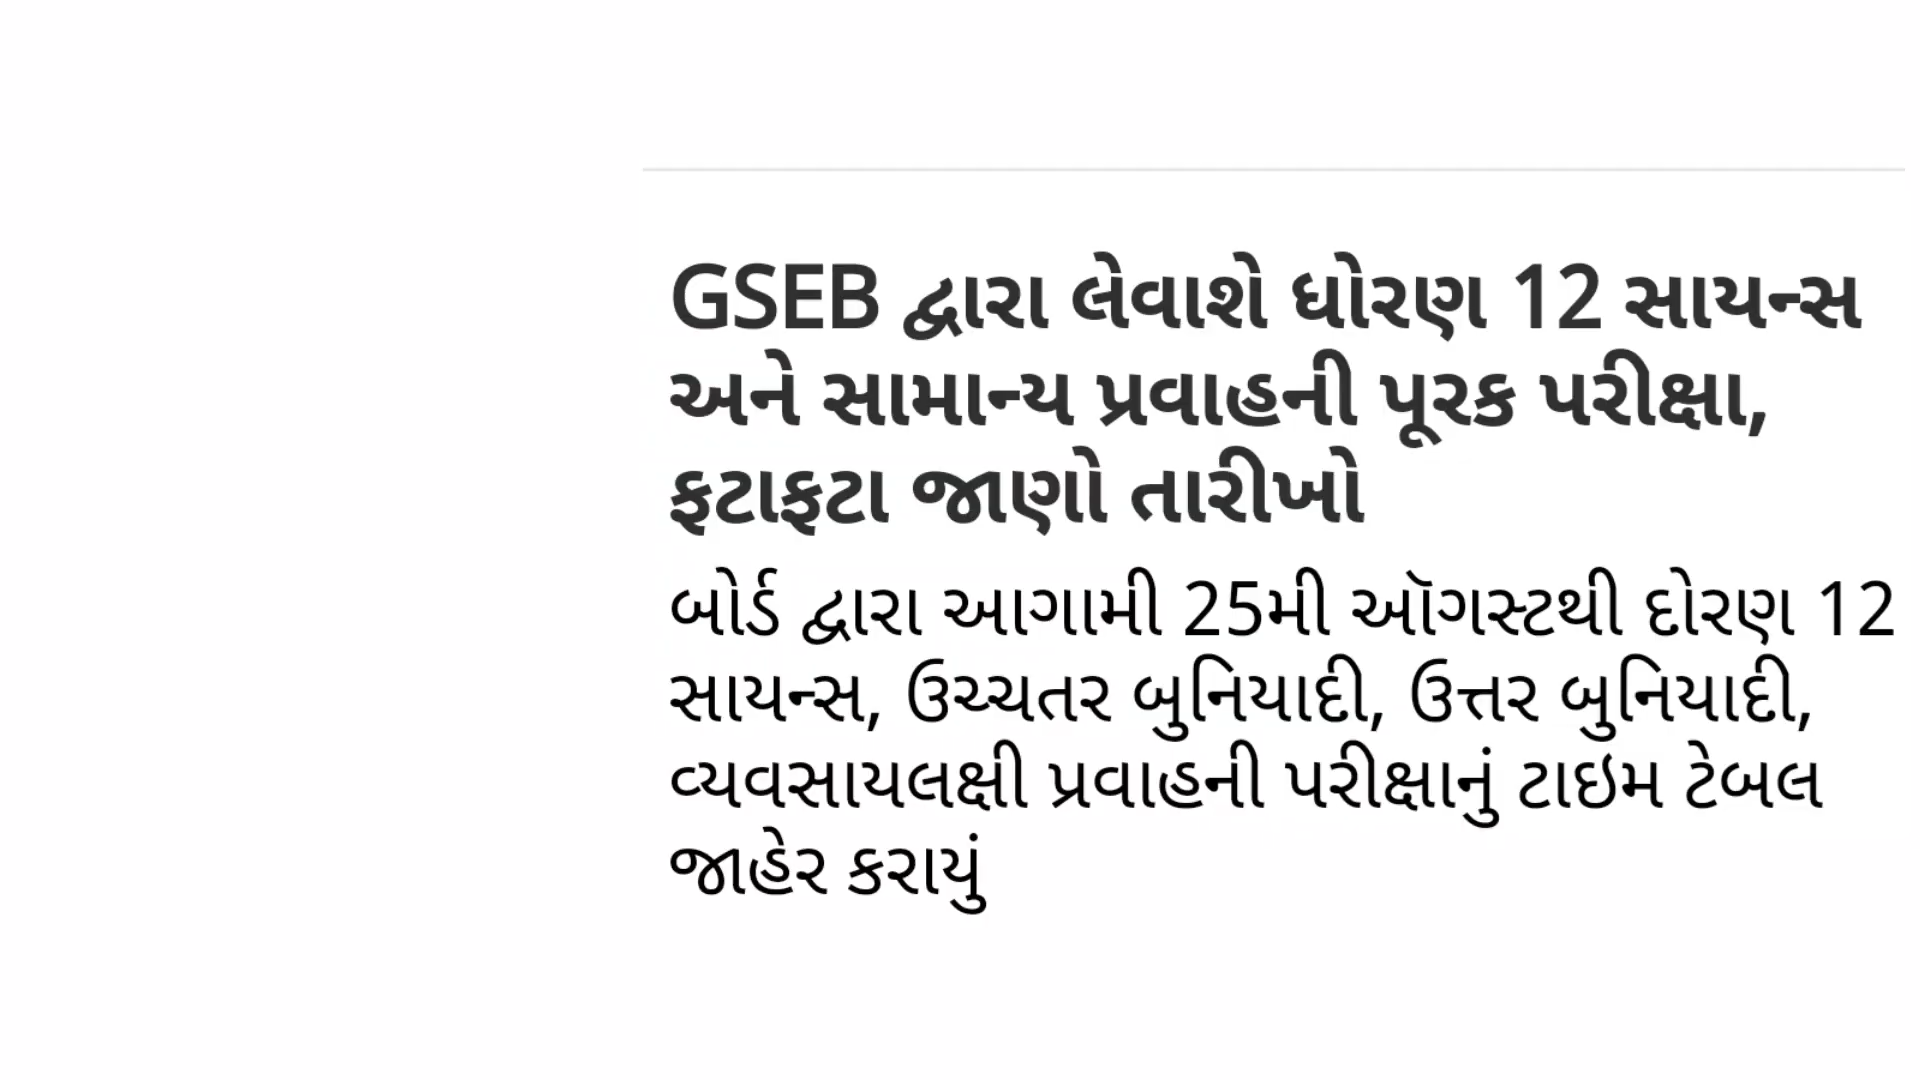 GSEB દ્વારા લેવાશે ધોરણ 12 સાયન્સ
અને સામાન્ય પ્રવાહની પૂરક પરીક્ષા,
ફટાફટા જાણો તારીખો
બોર્ડ દ્વારા આગામી 25મી ઑગસ્ટથી દોરણ 12
સાયન્સ, ઉચ્ચતર બુનિયાદી, ઉત્તર બુનિયાદી,
વ્યવસાયલક્ષી પ્રવાહની પરીક્ષાનું ટાઇમ ટેબલ
જાહેર કરાયું